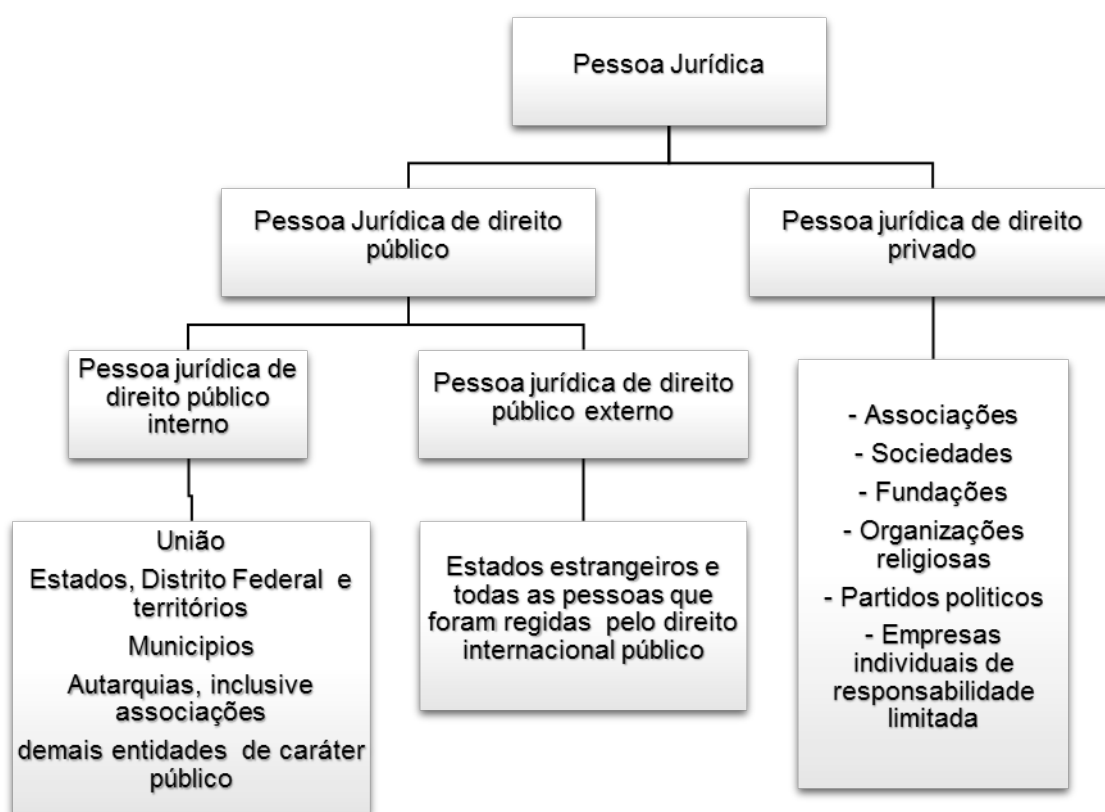 Pessoa Jurídica
Pessoa Jurídica de direito
público
Pessoa jurídica de direito
privado
Pessoa jurídica de
direito público
interno
Pessoa jurídica de direito
público externo
União
Estados, Distrito Federal e
territórios
Municipios
Autarquias, inclusive
associações
demais entidades de caráter
público
Estados estrangeiros e
todas as pessoas que
foram regidas pelo direito
internacional público
- Associações
- Sociedades
- Fundações
- Organizações
religiosas
- Partidos politicos
- Empresas
individuais de
responsabilidade
limitada